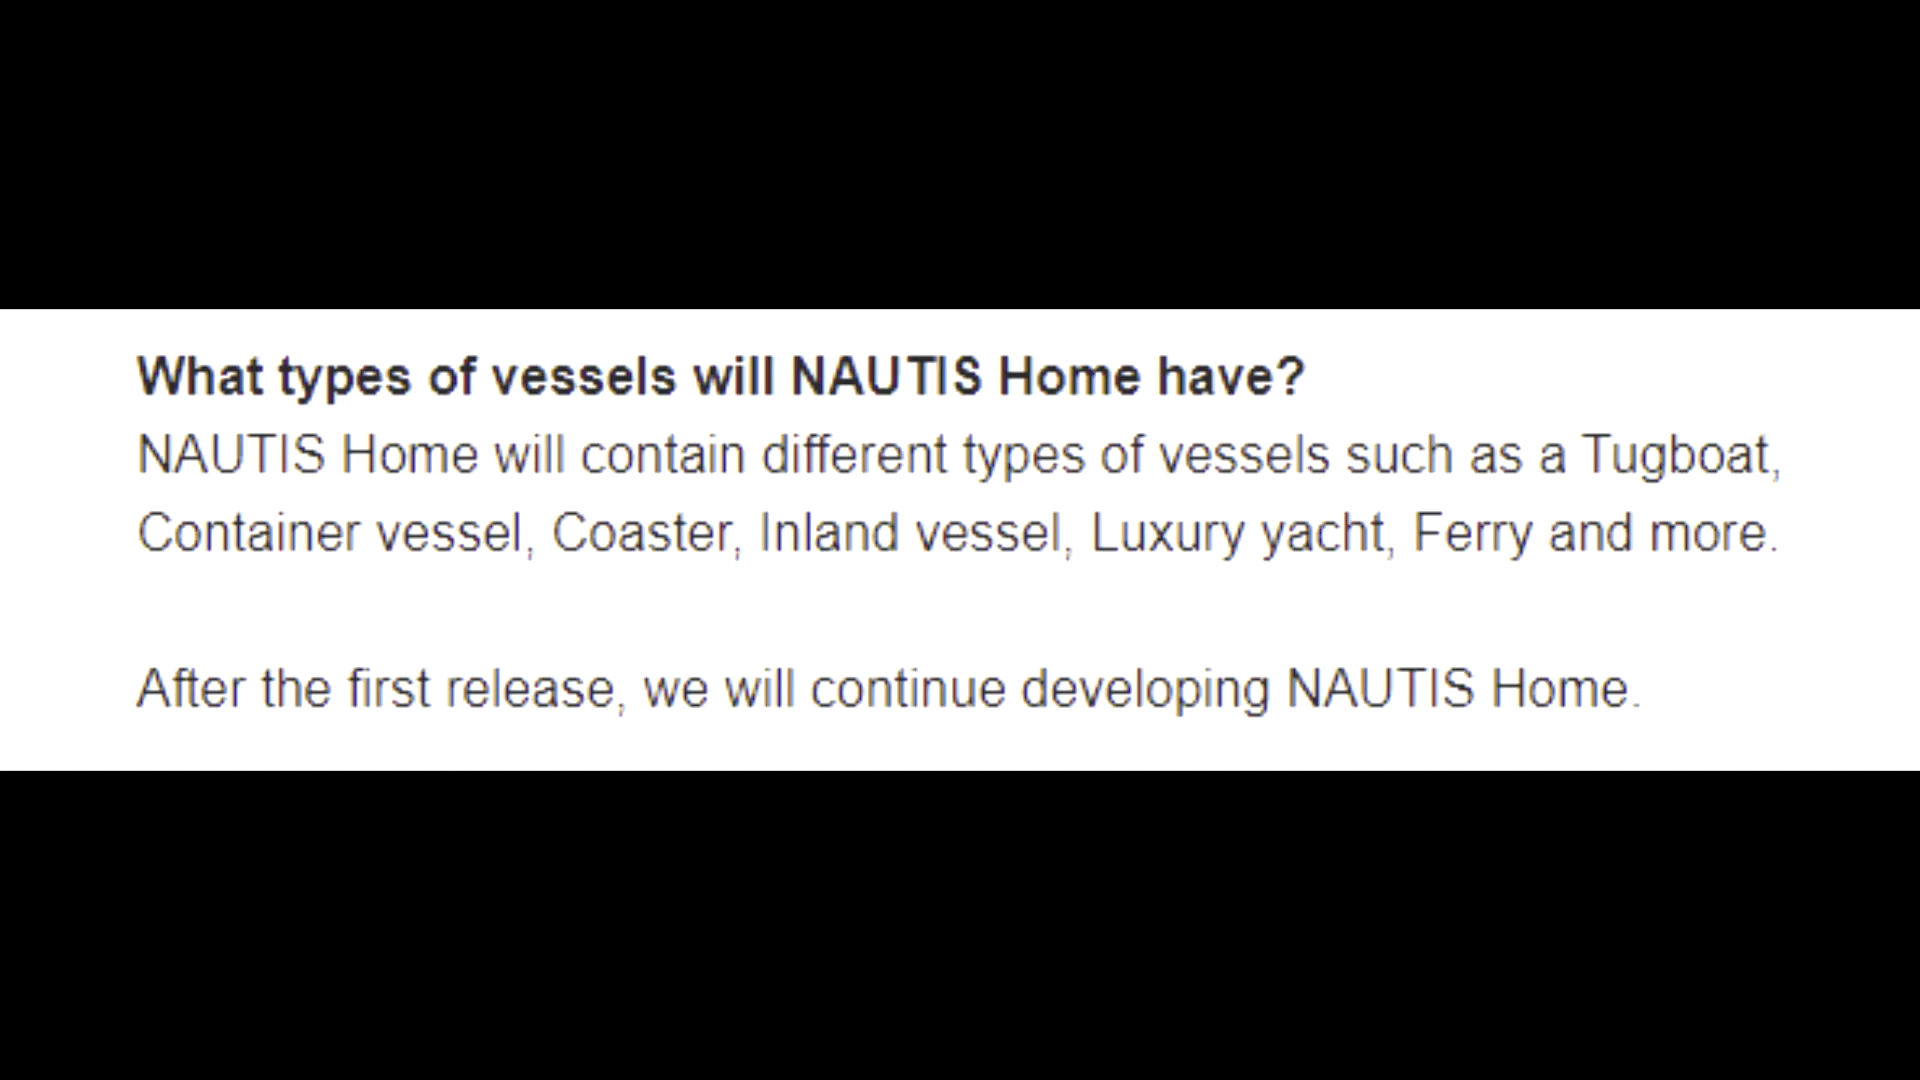 What types of vessels will NAUTIS Home have?
NAUTIS Home will contain different types of vessels such as a Tugboat,
Container vessel, Coaster, Inland vessel, Luxury yacht, Ferry and more.
After the first release, we will continue developing NAUTIS Home.